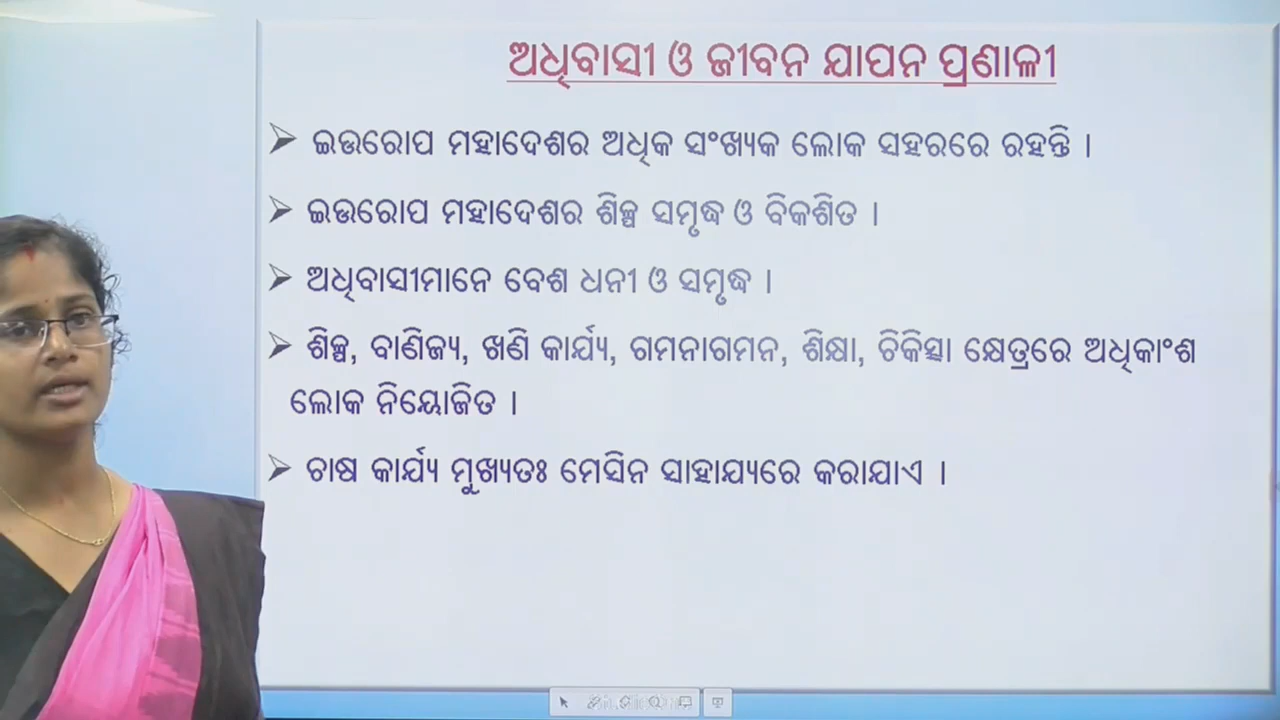 ଅଧିବାସୀ ଓ ଜୀବନ ଯାପନ ପ୍ରଣାଳୀ
➢ ଇଉରୋପ ମହାଦେଶର ଅଧିକ ସଂଖ୍ୟକ ଲୋକ ସହରରେ ରହନ୍ତି ।
➢ ଇଉରୋପ ମହାଦେଶର ଶିଳ୍ପ ସମୃଦ୍ଧ ଓ ବିକଶିତ ।
➢ ଅଧିବାସୀମାନେ ବେଶ ଧନୀ ଓ ସମୃଦ୍ଧ ।
➢ ଶିଳ୍ପ, ବାଣିଜ୍ୟ, ଖଣି କାର୍ଯ୍ୟ, ଗମନାଗମନ, ଶିକ୍ଷା, ଚିକିତ୍ସା କ୍ଷେତ୍ରରେ ଅଧିକାଂଶ
ଲୋକ ନିୟୋଜିତ ।
➢ ଚାଷ କାର୍ଯ୍ୟ ମୁଖ୍ୟତଃ ମେସିନ ସାହାଯ୍ୟରେ କରାଯାଏ ।